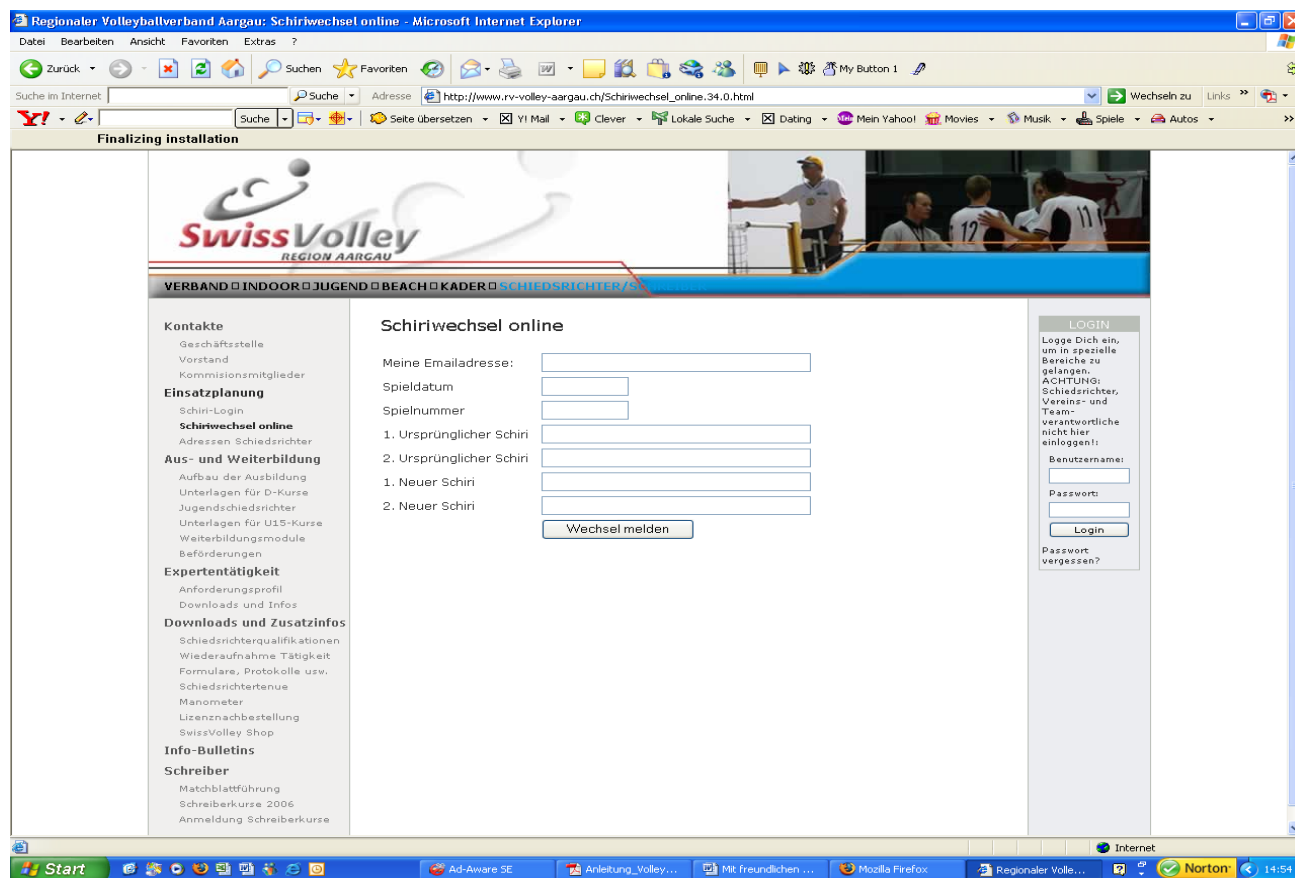 Regionaler Volleyballverband Aargau: Schiriwechsel online - Microsoft Internet Explorer
Datei Bearbeiten Ansicht Favoriten Extras ?
Zurück Suchen Favoriten My Button 1
Suche im Internet Suche Adresse http://www.rv-volley-aargau.ch/Schiriwechsel_online.34.0.html Wechseln zu Links »
Y! Suche Seite übersetzen Y! Mail Clever Lokale Suche Dating Mein Yahoo! Movies Musik Spiele Autos »
Finalizing installation
SwissVolley
REGION AARGAU
12 11
VERBAND INDOOR JUGEND BEACH KADER SCHIEDSRICHTER/SCHREIBER
Kontakte
Geschäftsstelle
Vorstand
Kommisionsmitglieder
Einsatzplanung
Schiri-Login
Schiriwechsel online
Adressen Schiedsrichter
Aus- und Weiterbildung
Aufbau der Ausbildung
Unterlagen für D-Kurse
Jugendschiedsrichter
Unterlagen für U15-Kurse
Weiterbildungsmodule
Beförderungen
Expertentätigkeit
Anforderungsprofil
Downloads und Infos
Downloads und Zusatzinfos
Schiedsrichterqualifikationen
Wiederaufnahme Tätigkeit
Formulare, Protokolle usw.
Schiedsrichtertenue
Manometer
Lizenznachbestellung
SwissVolley Shop
Info-Bulletins
Schreiber
Matchblattführung
Schreiberkurse 2006
Anmeldung Schreiberkurse
Schiriwechsel online
Meine Emailadresse:
Spieldatum
Spielnummer
1. Ursprünglicher Schiri
2. Ursprünglicher Schiri
1. Neuer Schiri
2. Neuer Schiri
Wechsel melden
LOGIN
Logge Dich ein,
um in spezielle
Bereiche zu
gelangen.
ACHTUNG:
Schiedsrichter,
Vereins- und
Team-
verantwortliche
nicht hier
einloggen!:
Benutzername:
Passwort:
Login
Passwort
vergessen?
Internet
Start Ad-Aware SE Anleitung_Volley... Mit freundlichen ... Mozilla Firefox Regionaler Volle... Norton 14:54